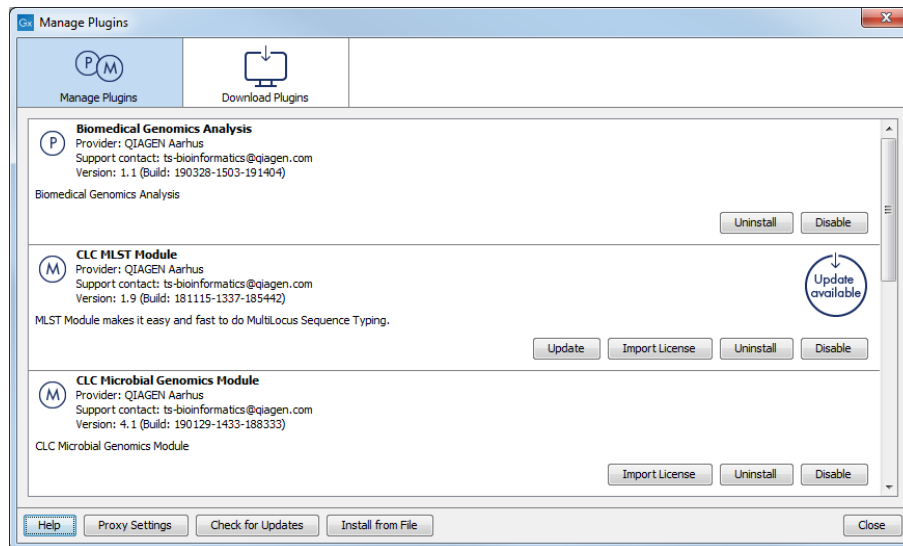 Gx Manage Plugins
P M
Manage Plugins
Download Plugins
P
Biomedical Genomics Analysis
Provider: QIAGEN Aarhus
Support contact: ts-bioinformatics@qiagen.com
Version: 1.1 (Build: 190328-1503-191404)
Biomedical Genomics Analysis
Uninstall Disable
M
CLC MLST Module
Provider: QIAGEN Aarhus
Support contact: ts-bioinformatics@qiagen.com
Version: 1.9 (Build: 181115-1337-185442)
Update
available
MLST Module makes it easy and fast to do MultiLocus Sequence Typing.
Update Import License Uninstall Disable
M
CLC Microbial Genomics Module
Provider: QIAGEN Aarhus
Support contact: ts-bioinformatics@qiagen.com
Version: 4.1 (Build: 190129-1433-188333)
CLC Microbial Genomics Module
Import License Uninstall Disable
Help Proxy Settings Check for Updates Install from File Close